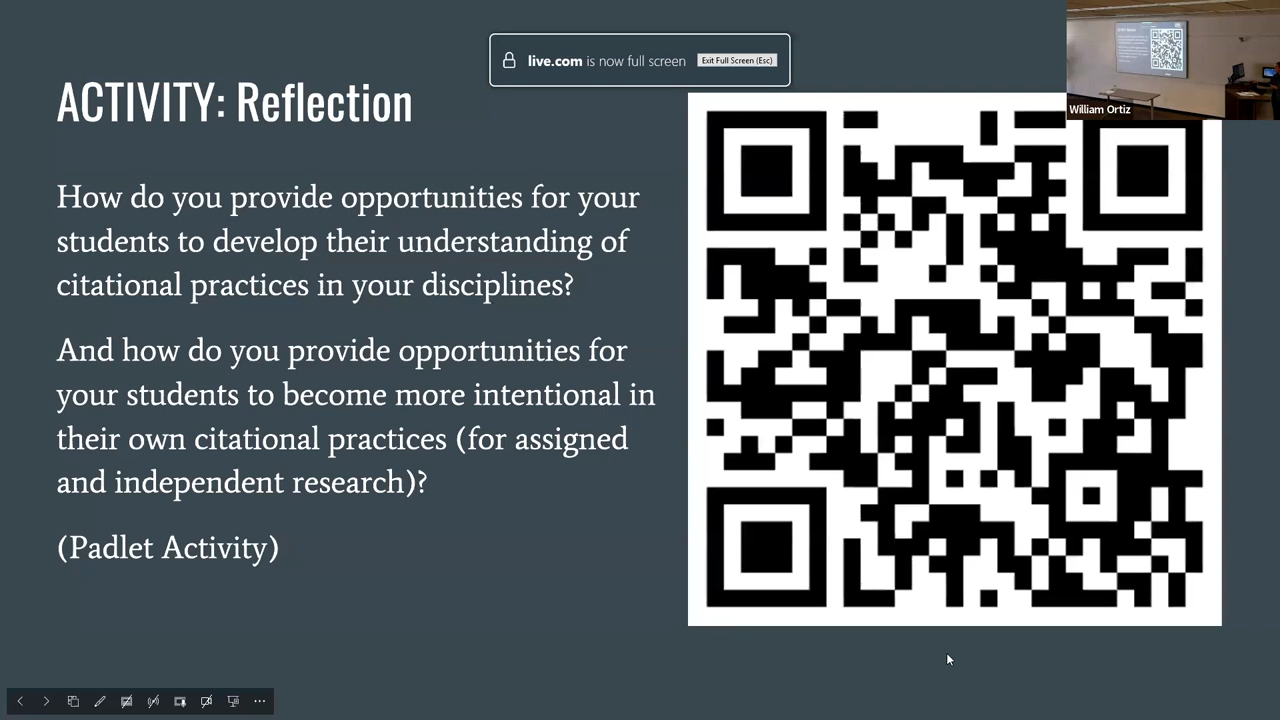 live.com is now full screen Exit Full Screen (Esc)
William Ortiz
ACTIVITY: Reflection
How do you provide opportunities for your
students to develop their understanding of
citational practices in your disciplines?
And how do you provide opportunities for
your students to become more intentional in
their own citational practices (for assigned
and independent research)?
(Padlet Activity)